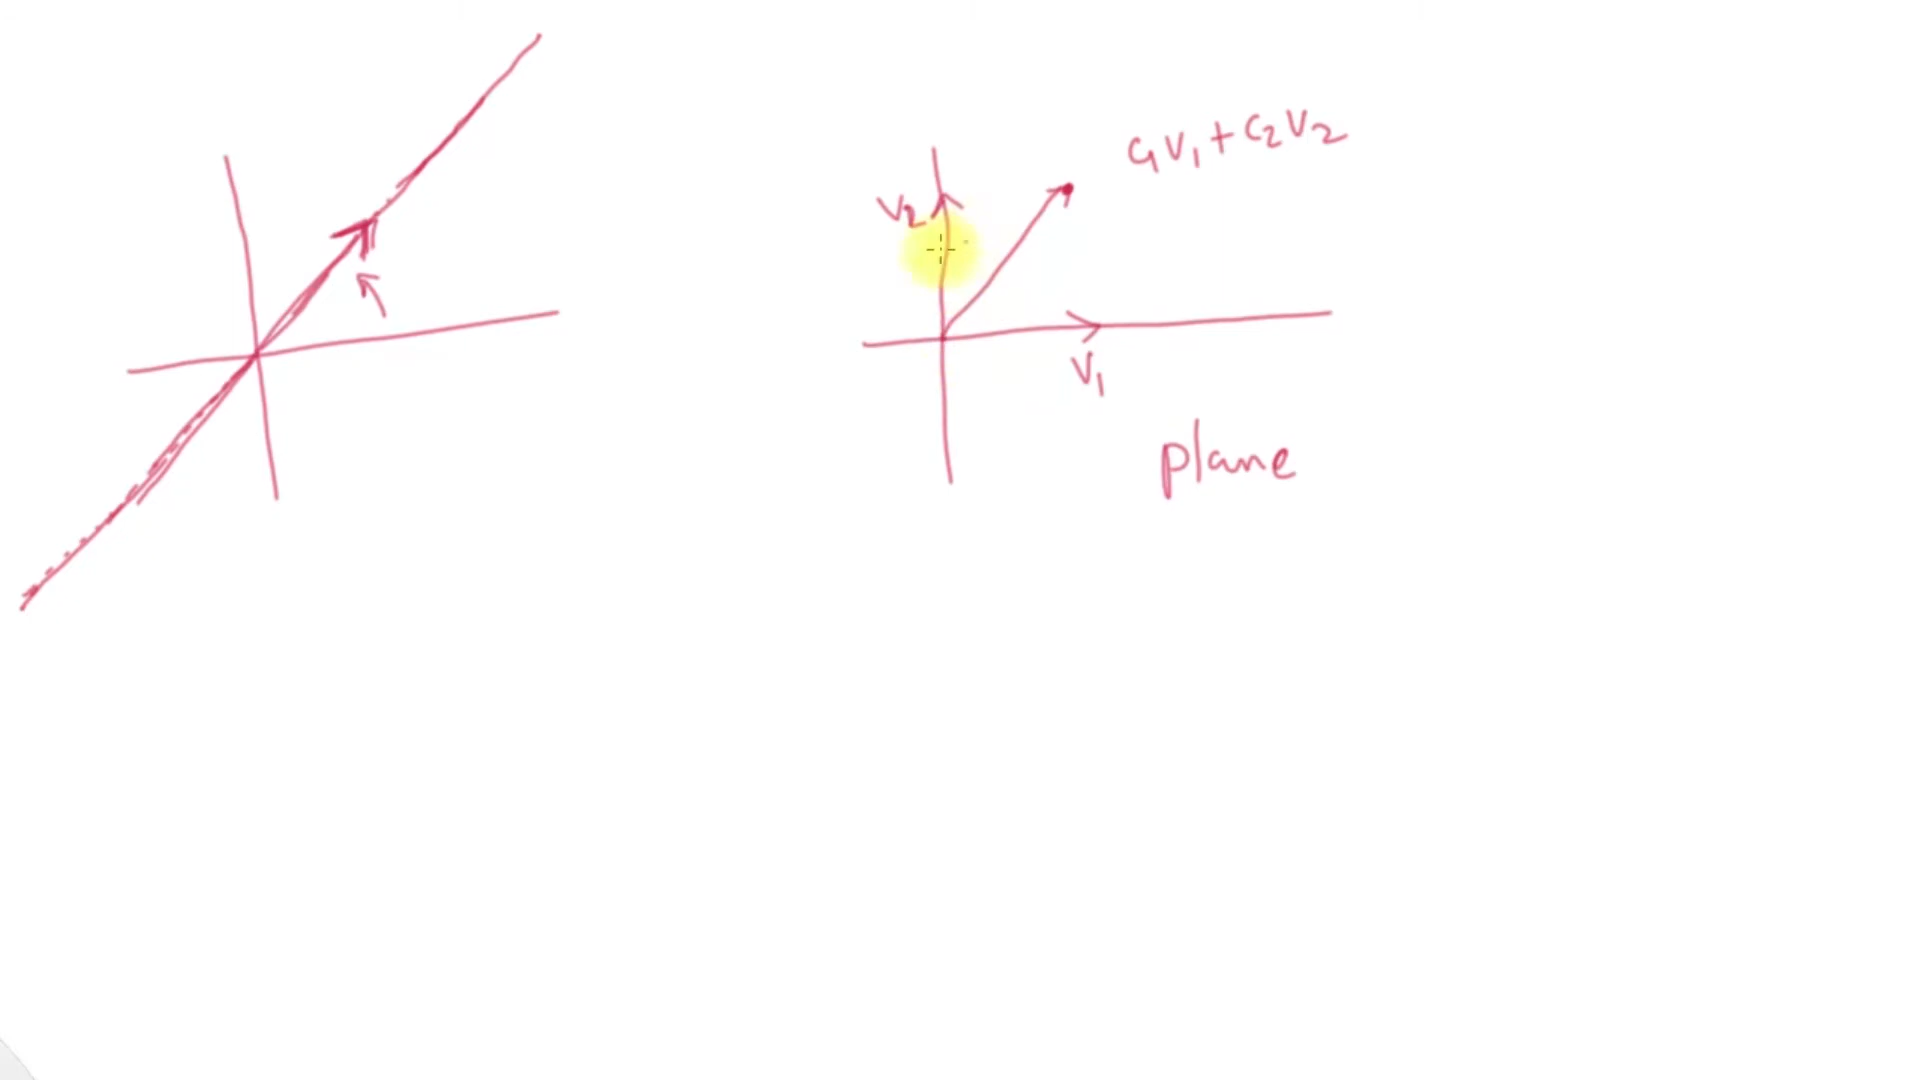 c₁v₁+c₂v₂
v₂
v₁
plane